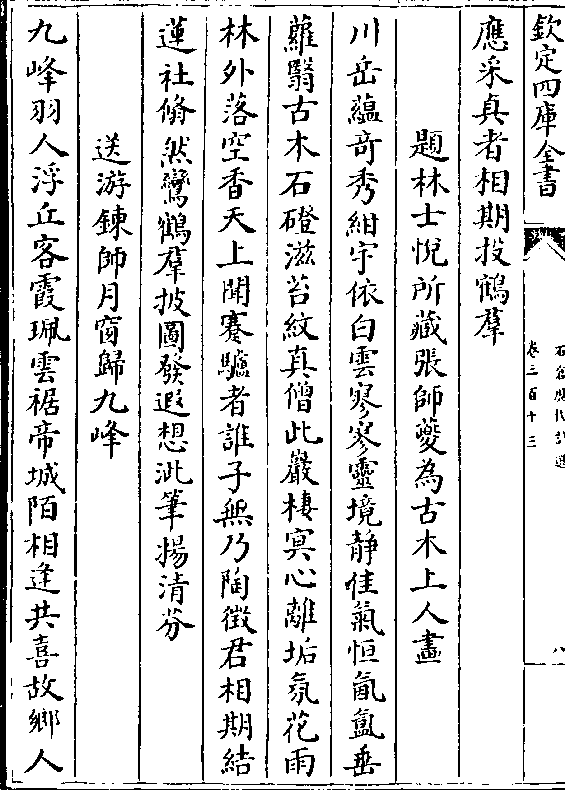 欽定四庫全書
石倉歴代詩選
卷三百十三
八
應采真者相期投鶴羣
題林士悅所藏張師夔為古木上人畫
川岳蘊奇秀紺宇依白雲寥寥靈境靜佳氣恒氤氳垂
蘿翳古木石磴滋苔紋真僧此巖棲冥心離垢氛花雨
林外落空香天上聞蹇驢者誰子無乃陶徵君相期結
蓮社翛然鸞鶴羣披圖發遐想泚筆揚清芬
送游鍊師月窗歸九峰
九峰羽人浮丘客霞珮雲裾帝城陌相逢共喜故鄉人